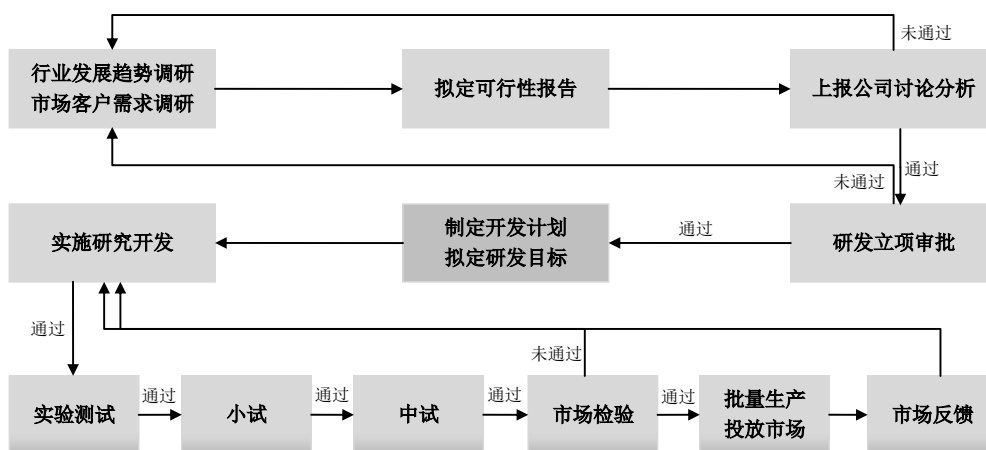 未通过
行业发展趋势调研
市场客户需求调研
拟定可行性报告
上报公司讨论分析
通过
未通过
实施研究开发
制定开发计划
拟定研发目标
通过
研发立项审批
通过
未通过
实验测试
通过
小试
通过
中试
通过
市场检验
通过
批量生产
投放市场
市场反馈